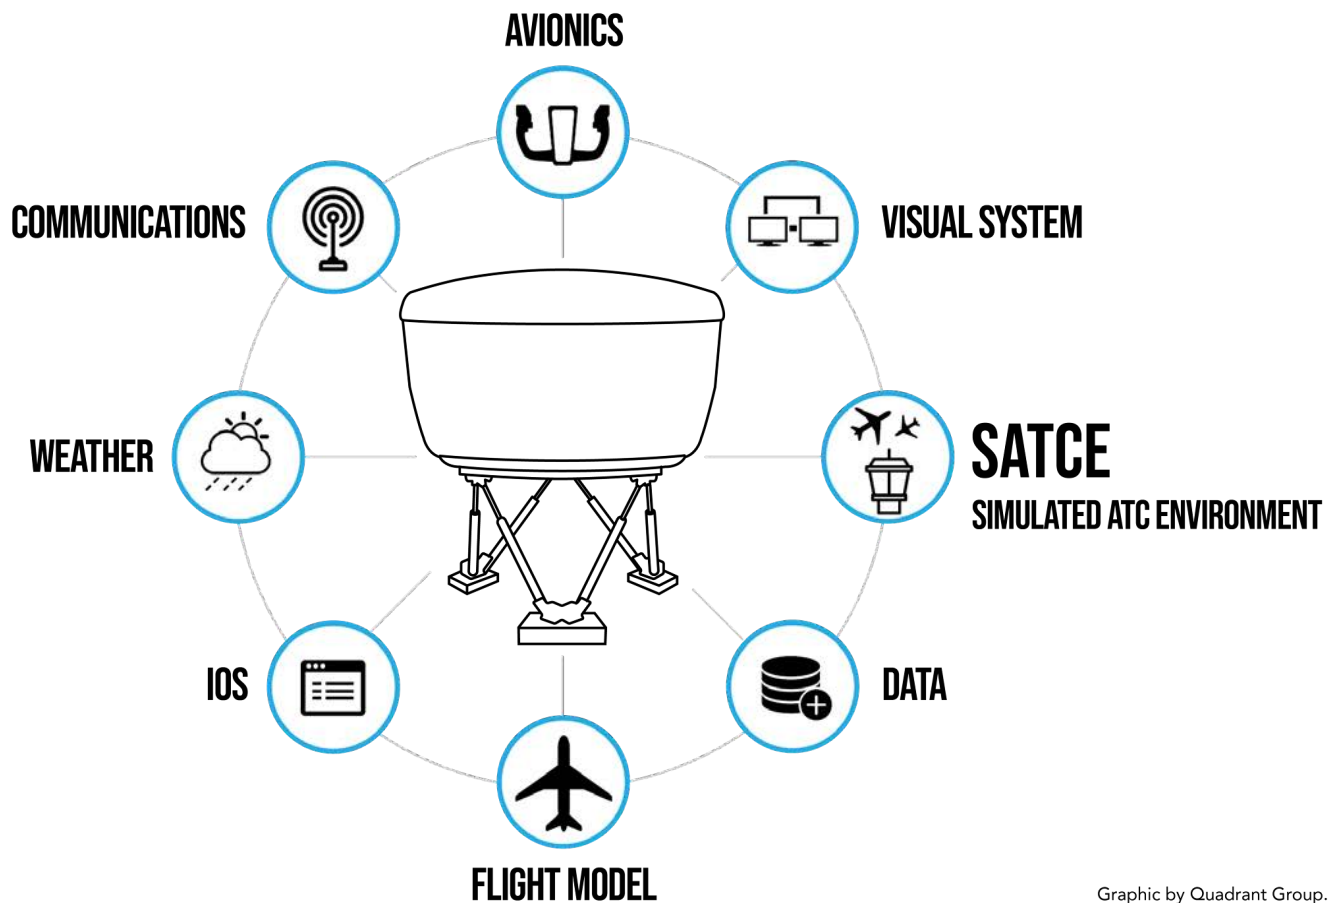 AVIONICS
COMMUNICATIONS
VISUAL SYSTEM
WEATHER
SATCE
SIMULATED ATC ENVIRONMENT
IOS
DATA
FLIGHT MODEL
Graphic by Quadrant Group.